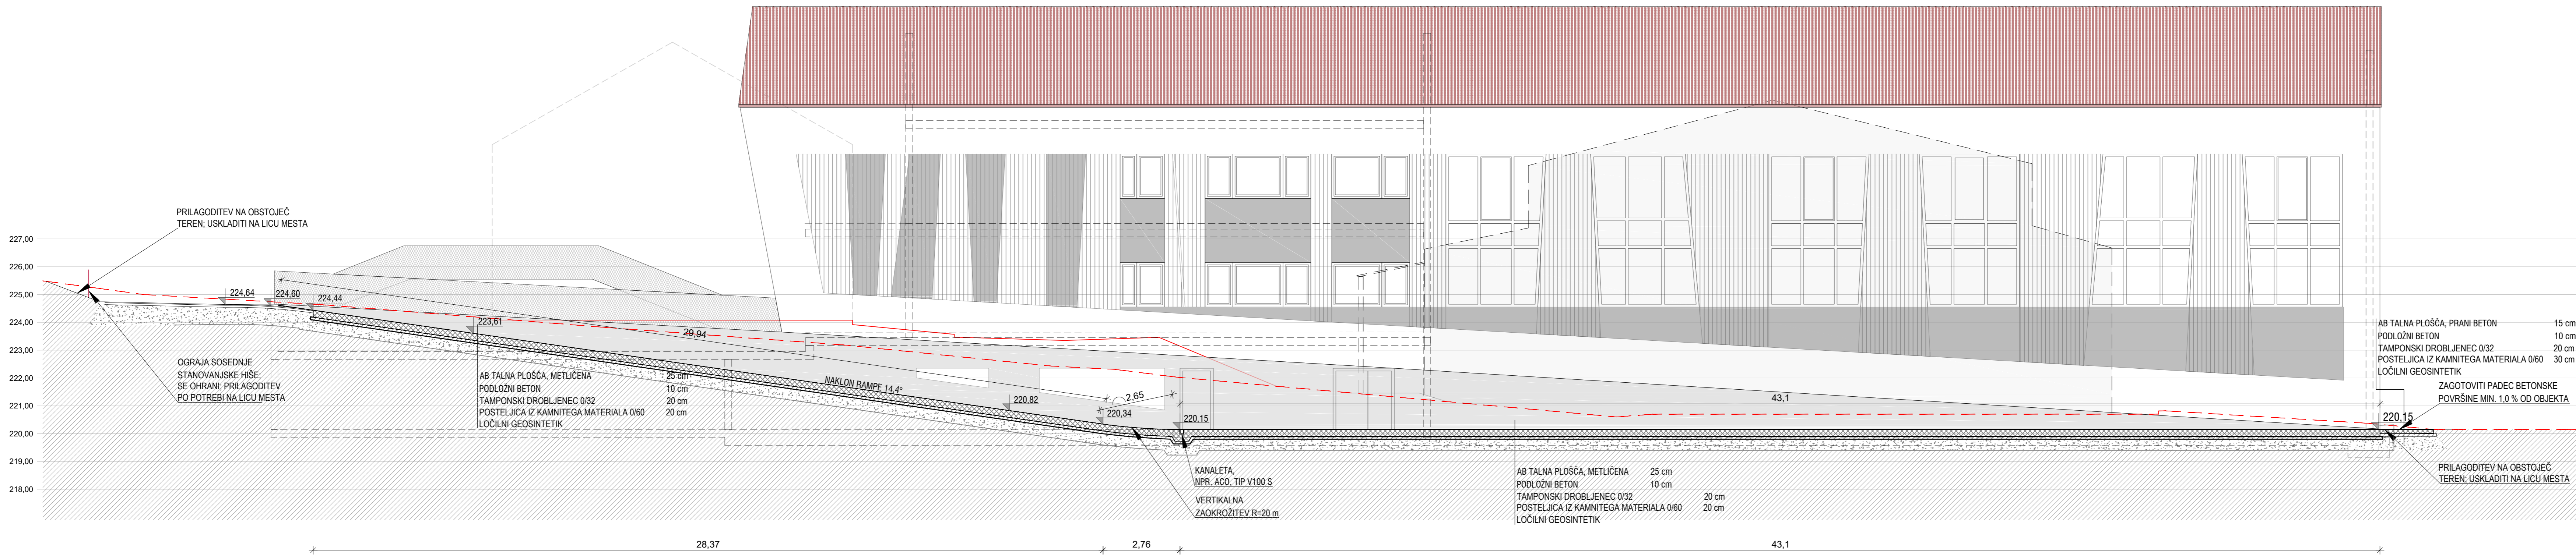 PRILAGODITEV NA OBSTOJEČ
TEREN; USKLADITI NA LICU MESTA
227,00
226,00
225,00
224,00
223,00
222,00
221,00
220,00
219,00
218,00
224,64
224,60
224,44
223,61
29,94
NAKLON RAMPE 14.4°
220,82
2,65
220,34
220,15
43,1
220,15
OGRAJA SOSEDNJE
STANOVANJSKE HIŠE;
SE OHRANI; PRILAGODITEV
PO POTREBI NA LICU MESTA
AB TALNA PLOŠČA, METLIČENA 25 cm
PODLOŽNI BETON 10 cm
TAMPONSKI DROBLJENEC 0/32 20 cm
POSTELJICA IZ KAMNITEGA MATERIALA 0/60 20 cm
LOČILNI GEOSINTETIK
AB TALNA PLOŠČA, PRANI BETON 15 cm
PODLOŽNI BETON 10 cm
TAMPONSKI DROBLJENEC 0/32 20 cm
POSTELJICA IZ KAMNITEGA MATERIALA 0/60 30 cm
LOČILNI GEOSINTETIK
ZAGOTOVITI PADEC BETONSKE
POVRŠINE MIN. 1,0 % OD OBJEKTA
KANALETA,
NPR. ACO, TIP V100 S
VERTIKALNA
ZAOKROŽITEV R=20 m
AB TALNA PLOŠČA, METLIČENA 25 cm
PODLOŽNI BETON 10 cm
TAMPONSKI DROBLJENEC 0/32 20 cm
POSTELJICA IZ KAMNITEGA MATERIALA 0/60 20 cm
LOČILNI GEOSINTETIK
PRILAGODITEV NA OBSTOJEČ
TEREN; USKLADITI NA LICU MESTA
28,37
2,76
43,1